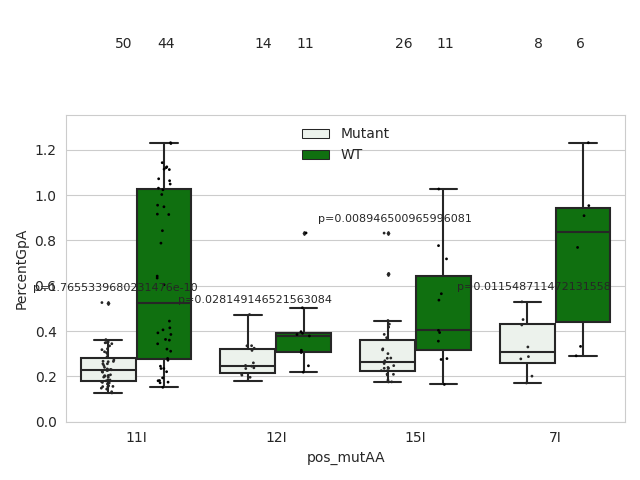 50 44 14 11 26 11 8 6
Mutant
WT
p=0.008946500965996081
p=1.7655339680231476e-10
p=0.028149146521563084
p=0.011548711472131558
PercentGpA
1.2
1.0
0.8
0.6
0.4
0.2
0.0
11I 12I 15I 7I
pos_mutAA